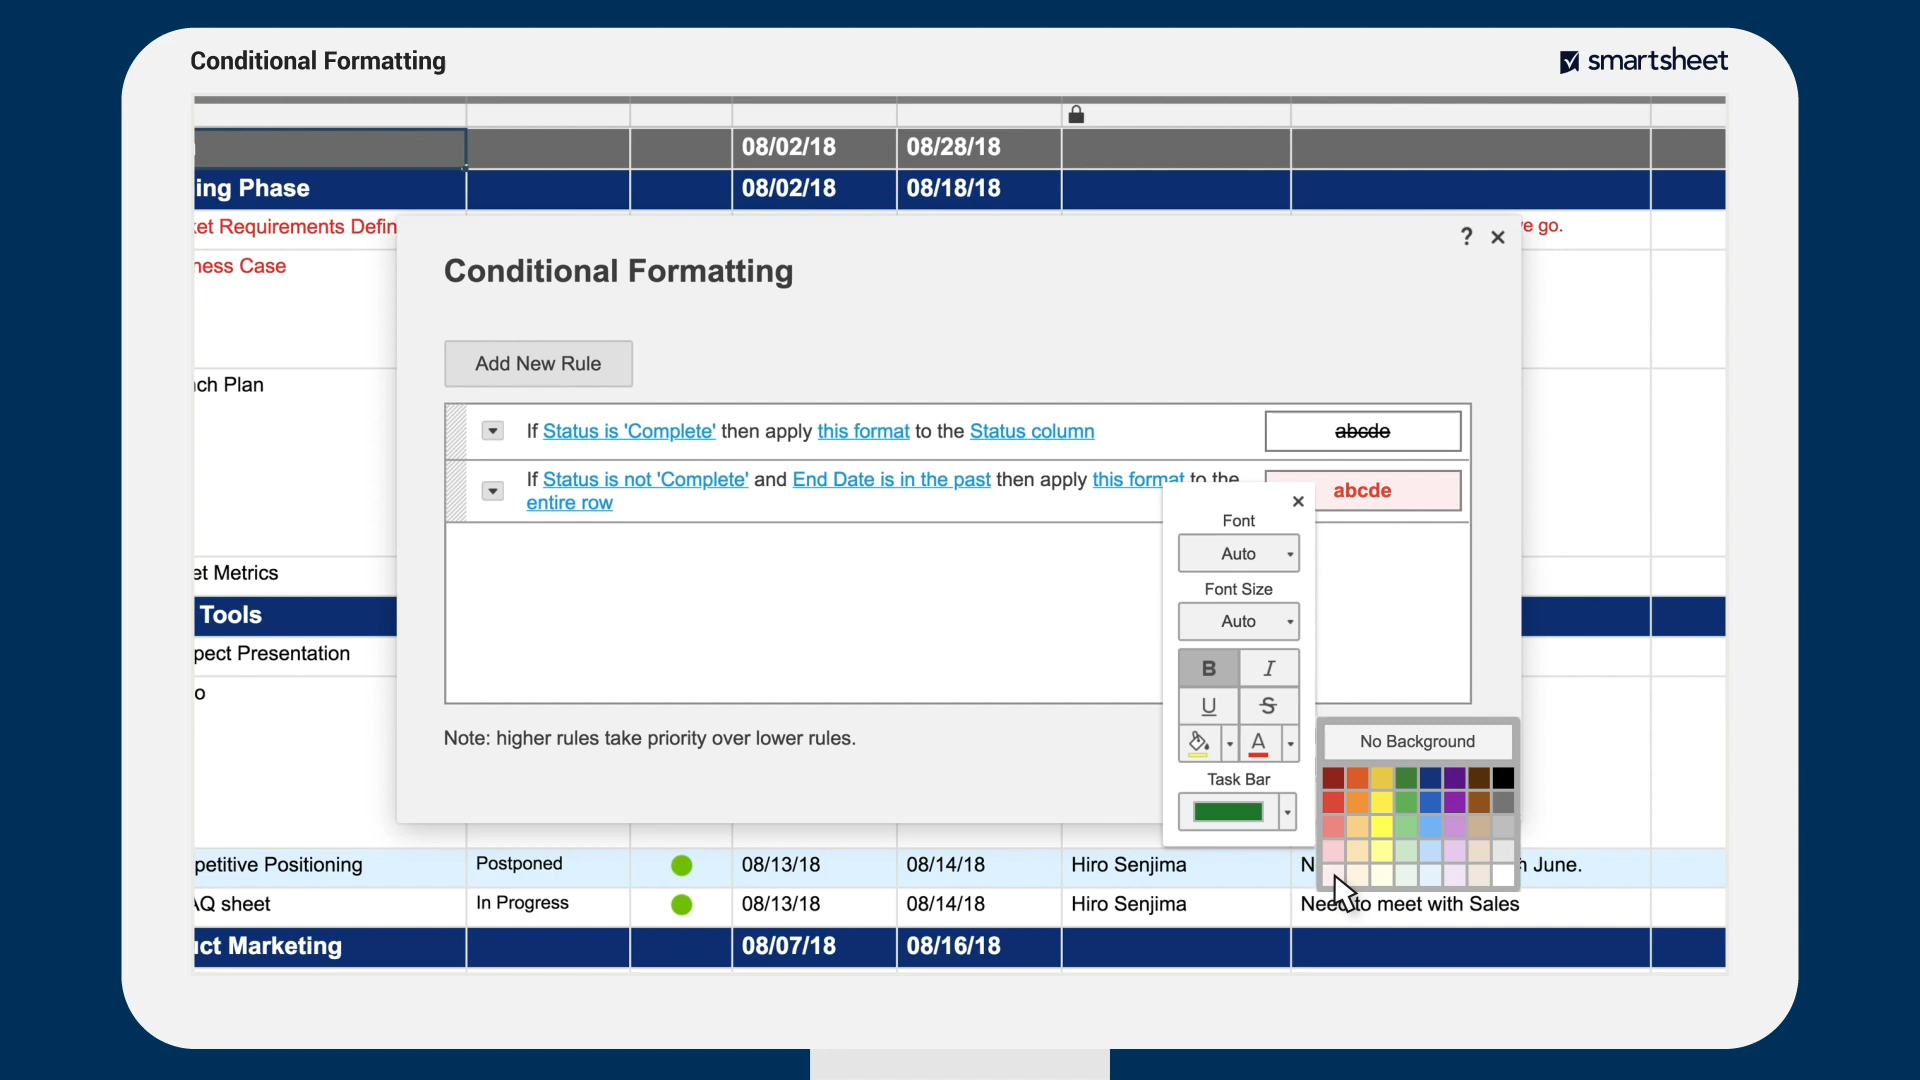 Conditional Formatting
smartsheet
08/02/18 08/28/18
ing Phase 08/02/18 08/18/18
ket Requirements Defin
e go.
ness Case
? ×
Conditional Formatting
Add New Rule
ch Plan
If Status is 'Complete' then apply this format to the Status column
abcde
If Status is not 'Complete' and End Date is in the past then apply this format to the
entire row
abcde
×
Font
Auto
Font Size
Auto
B I
U S
A
Task Bar
No Background
et Metrics
Tools
pect Presentation
o
Note: higher rules take priority over lower rules.
petitive Positioning Postponed 08/13/18 08/14/18 Hiro Senjima N h June.
AQ sheet In Progress 08/13/18 08/14/18 Hiro Senjima Need to meet with Sales
uct Marketing 08/07/18 08/16/18